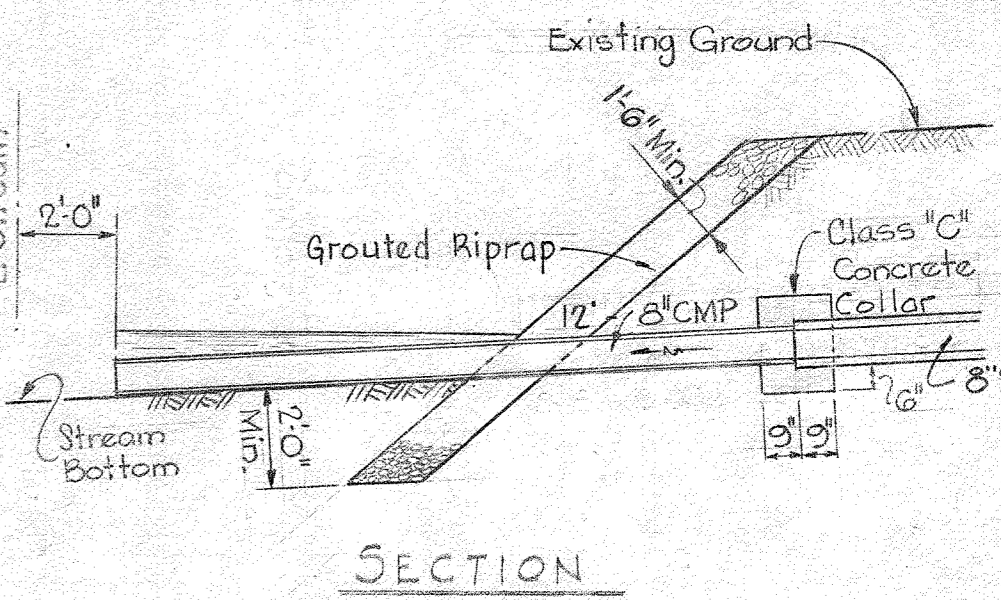 Existing Ground
1'-6" Min.
2'-0"
Grouted Riprap
Class "C"
Concrete
Collar
12'- 8" CMP
8"
6"
9" 9"
2'-0"
Min.
Stream
Bottom
SECTION